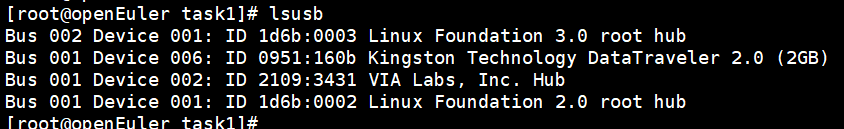 [root@openEuler task1]# lsusb
Bus 002 Device 001: ID 1d6b:0003 Linux Foundation 3.0 root hub
Bus 001 Device 006: ID 0951:160b Kingston Technology DataTraveler 2.0 (2GB)
Bus 001 Device 002: ID 2109:3431 VIA Labs, Inc. Hub
Bus 001 Device 001: ID 1d6b:0002 Linux Foundation 2.0 root hub
[root@openEuler task1]#